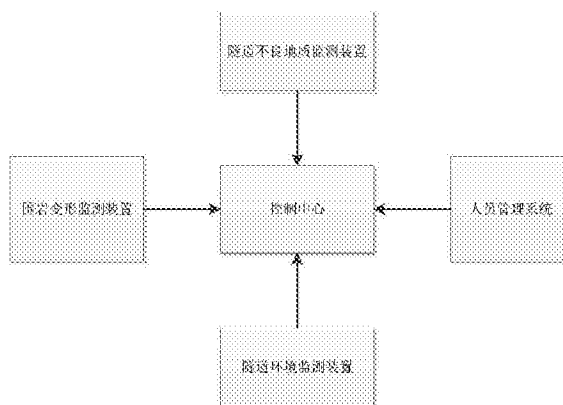 隧道不良地质监测装置
围岩变形监测装置
控制中心
人员管理系统
隧道环境监测装置